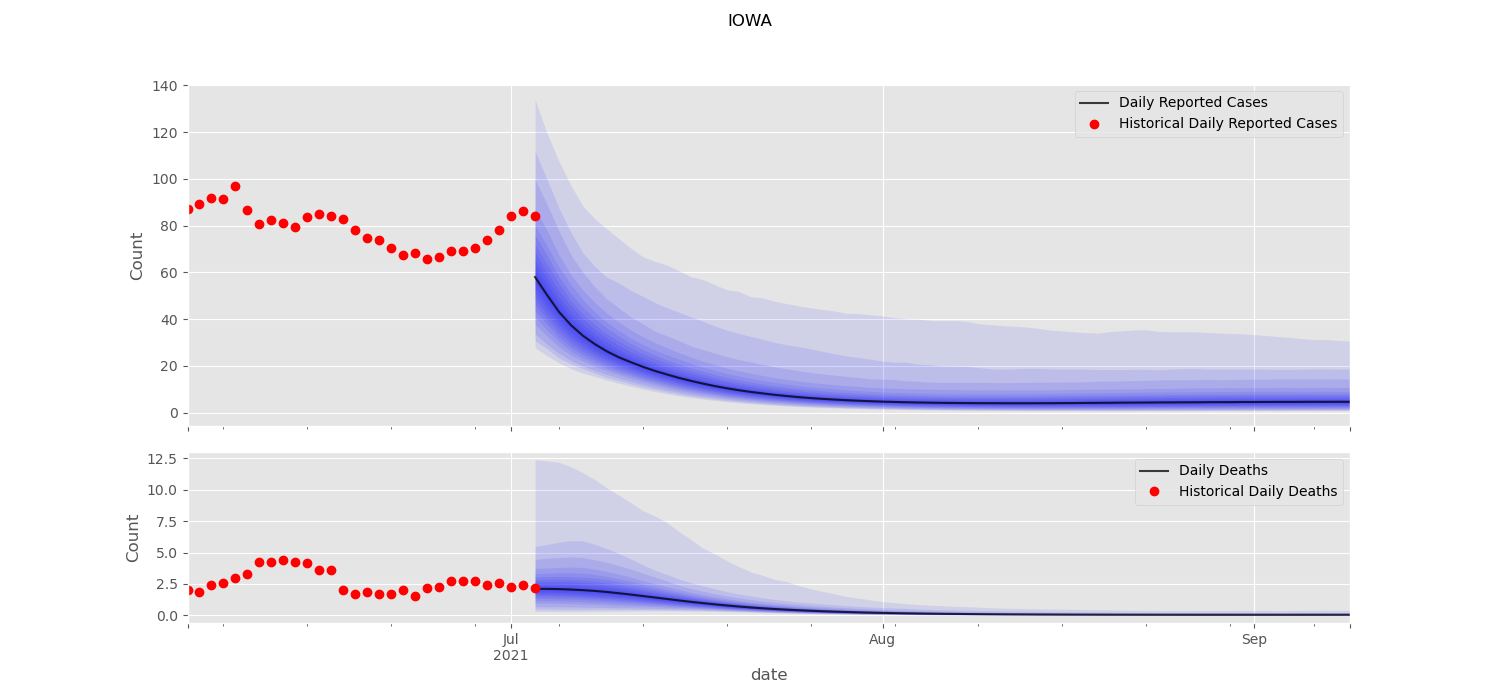 IOWA
140
120
100
80
60
40
20
0
Count
Daily Reported Cases
Historical Daily Reported Cases
12.5
10.0
7.5
5.0
2.5
0.0
Count
Daily Deaths
Historical Daily Deaths
Jul
2021
Aug
Sep
date